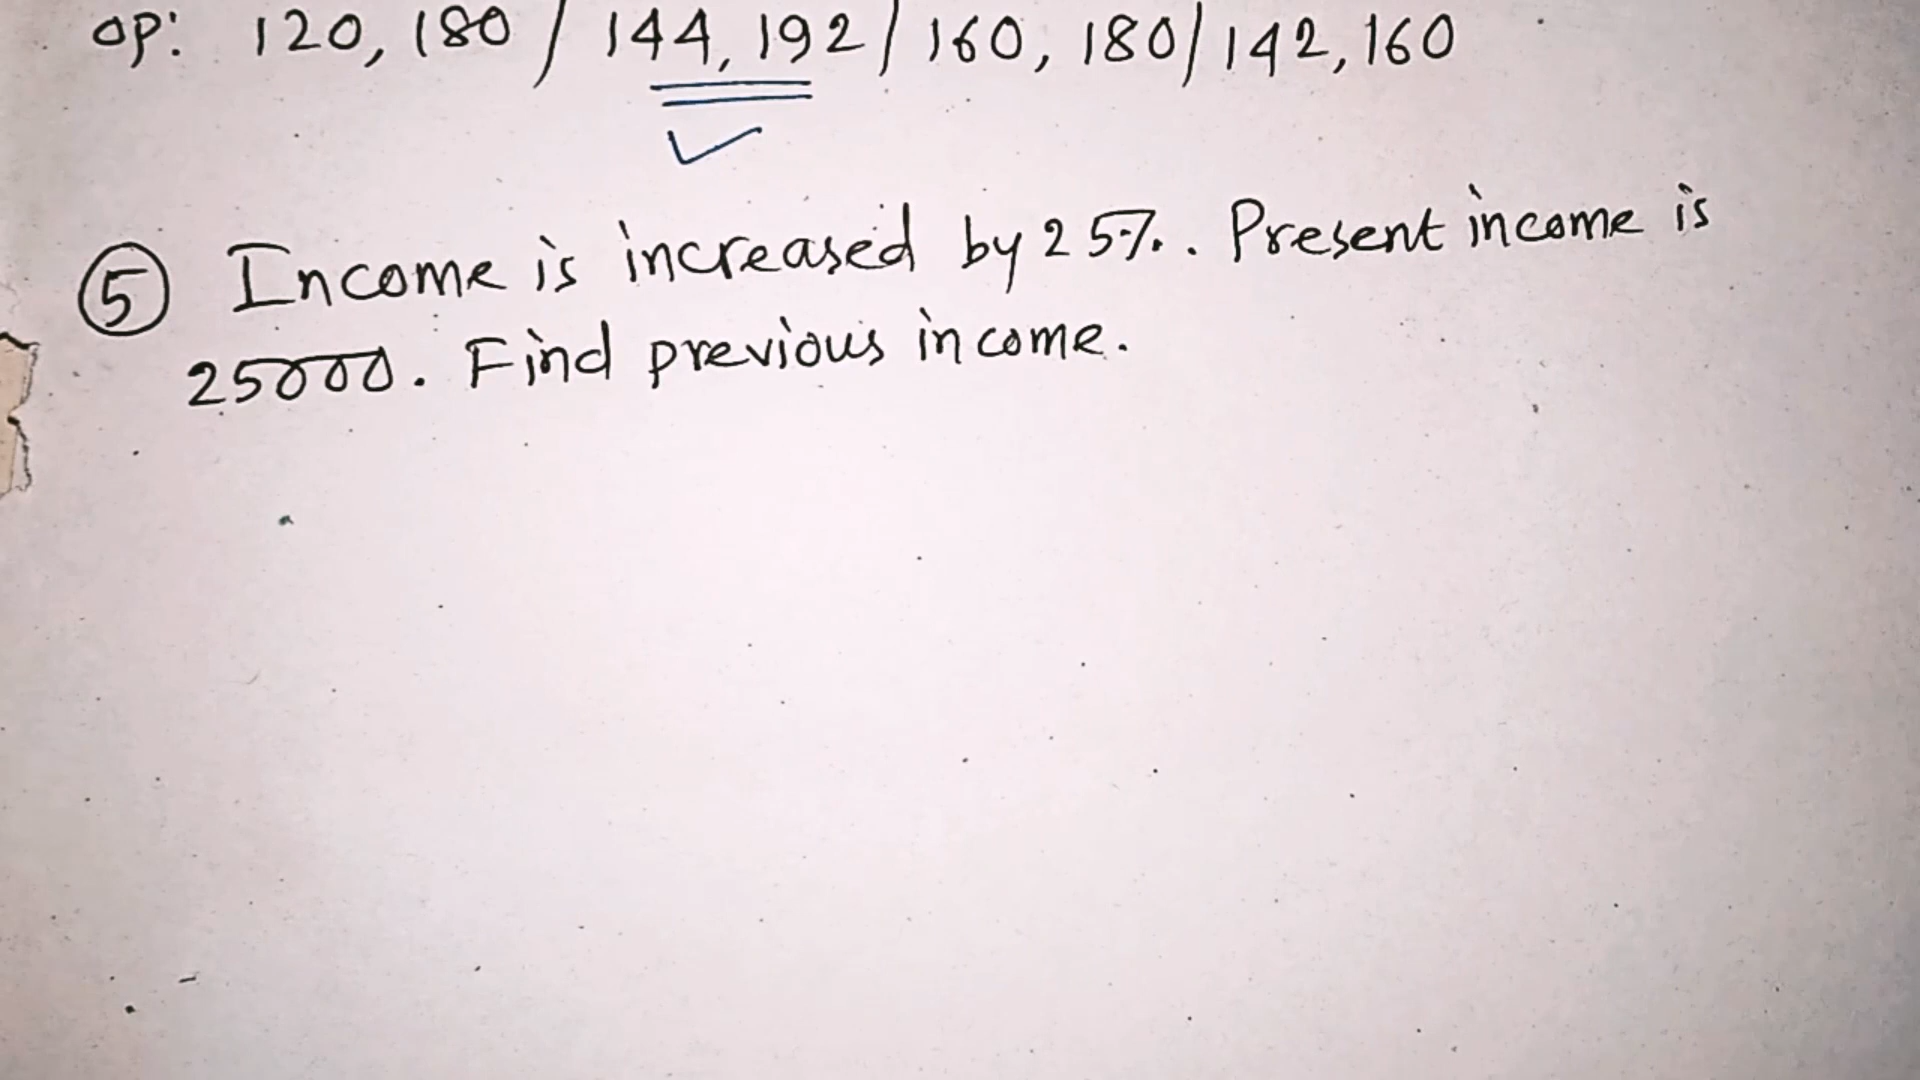 op: 120, 180 / 144, 192 / 160, 180 / 142, 160
⑤ Income is increased by 25%. Present income is
25000. Find previous income.